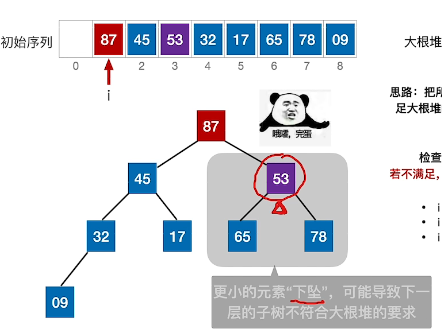 初始序列 87 45 53 32 17 65 78 09 大根堆
0 1 2 3 4 5 6 7 8
i
思路：把所
足大根堆
87
哦嚯，完蛋
检查
45 53
若不满足，
32 17 65 78
• i
• i
• i
09
更小的元素“下坠”，可能导致下一
层的子树不符合大根堆的要求